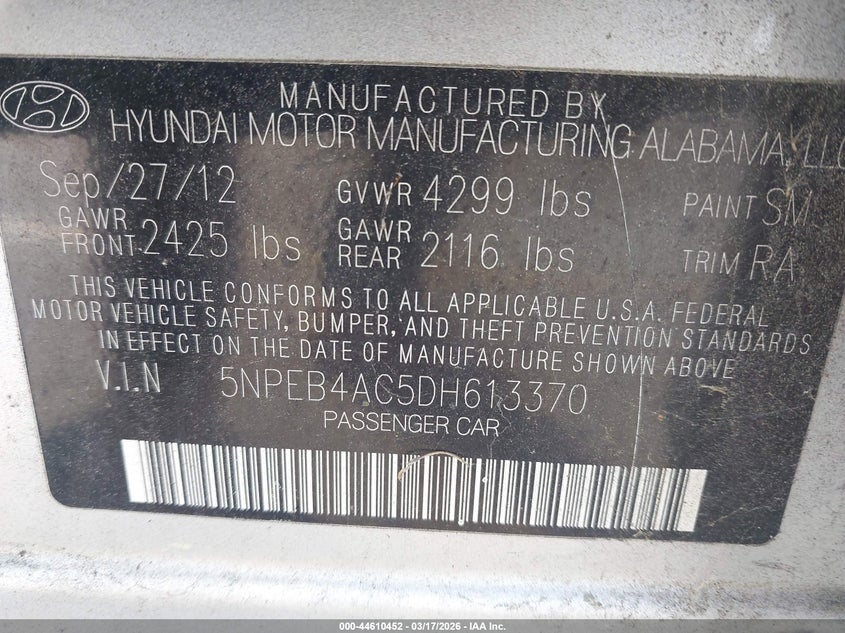 MANUFACTURED BY
HYUNDAI MOTOR MANUFACTURING ALABAMA, LLC
Sep/27/12 GVWR 4299 lbs PAINT SM
GAWR FRONT 2425 lbs GAWR REAR 2116 lbs TRIM RA
THIS VEHICLE CONFORMS TO ALL APPLICABLE U.S.A. FEDERAL
MOTOR VEHICLE SAFETY, BUMPER, AND THEFT PREVENTION STANDARDS
IN EFFECT ON THE DATE OF MANUFACTURE SHOWN ABOVE
V.I.N 5NPEB4AC5DH613370
PASSENGER CAR
000-44610452 - 03/17/2026 - IAA Inc.